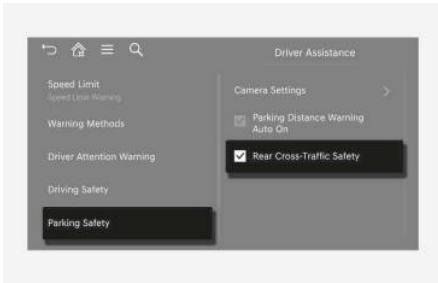 Driver Assistance
Speed Limit
Speed Limit Warning
Warning Methods
Driver Attention Warning
Driving Safety
Parking Safety
Camera Settings
Parking Distance Warning
Auto On
Rear Cross-Traffic Safety